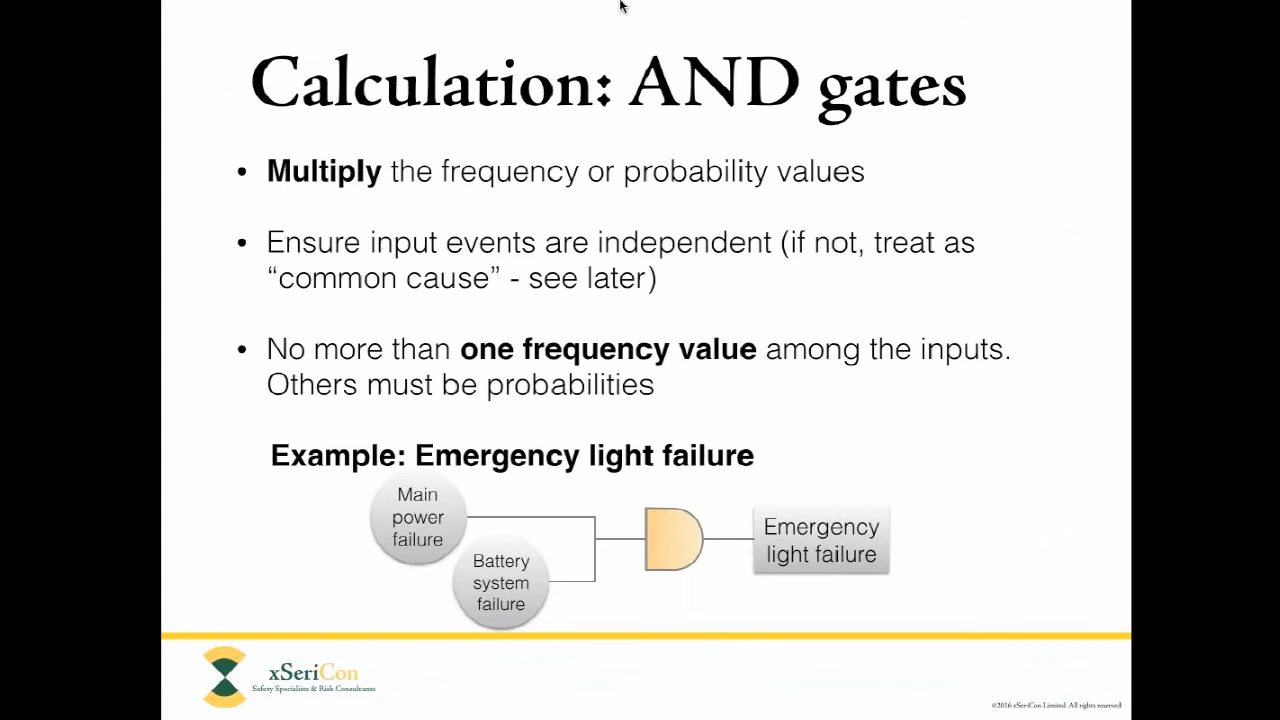 Calculation: AND gates
• Multiply the frequency or probability values
• Ensure input events are independent (if not, treat as
“common cause” - see later)
• No more than one frequency value among the inputs.
Others must be probabilities
Example: Emergency light failure
Main
power
failure
Battery
system
failure
Emergency
light failure
xSeriCon
Safety Specialists & Risk Consultants
©2016 xSeriCon Limited. All rights reserved